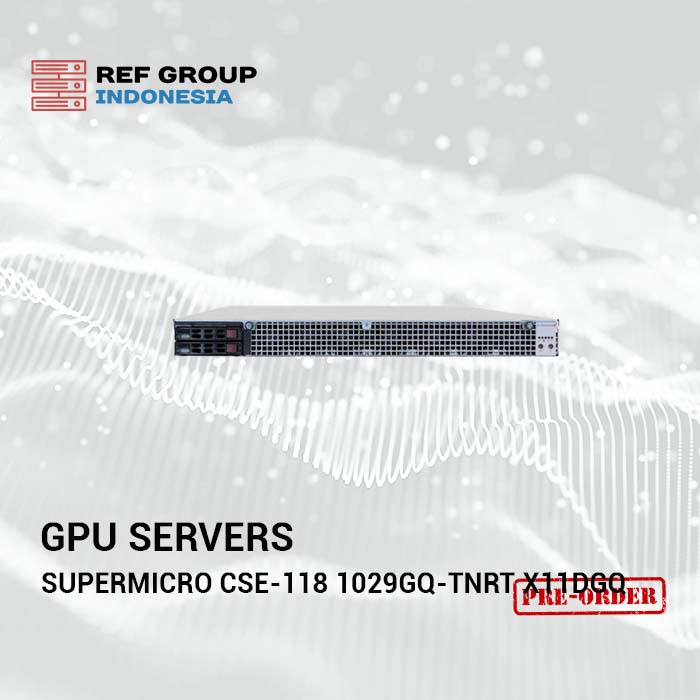 REF GROUP
INDONESIA
GPU SERVERS
SUPERMICRO CSE-118 1029GQ-TNRT X11DGQ
PRE-ORDER